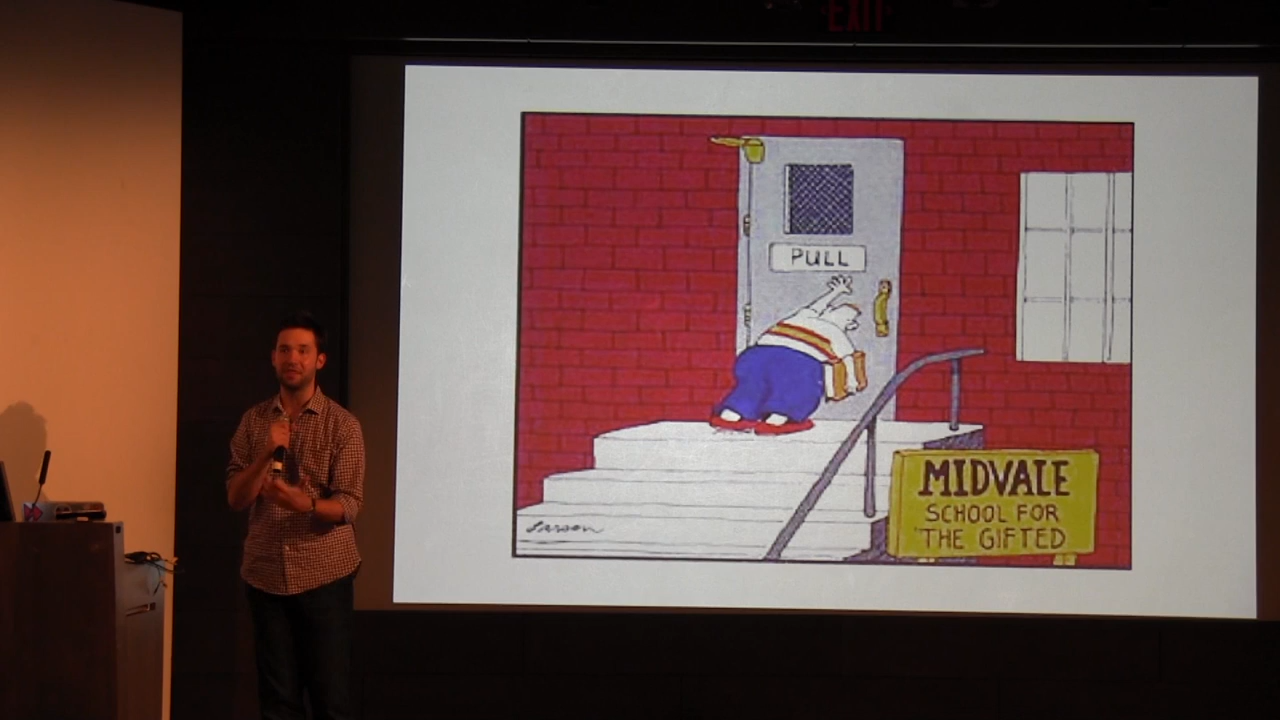 EXIT
PULL
MIDVALE
SCHOOL FOR
THE GIFTED
Larson